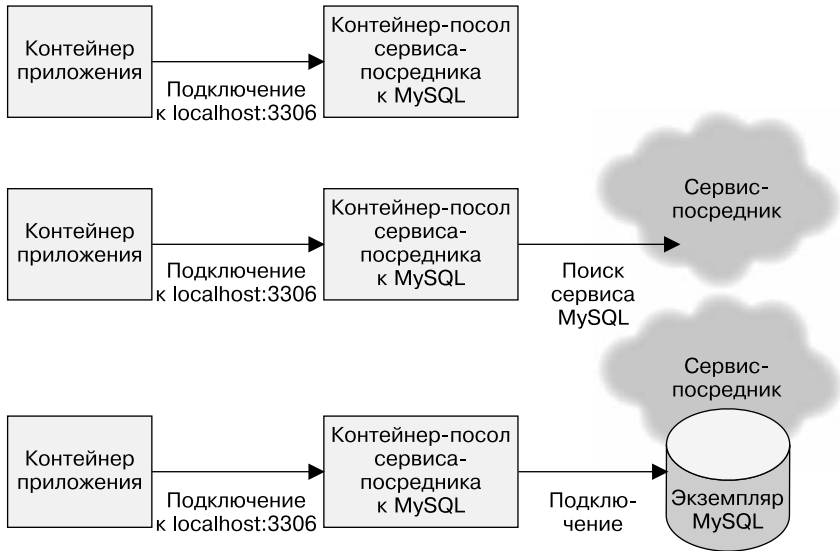 Контейнер
приложения
Подключение
к localhost:3306
Контейнер-посол
сервиса-
посредника
к MySQL
Контейнер
приложения
Подключение
к localhost:3306
Контейнер-посол
сервиса-
посредника
к MySQL
Поиск
сервиса
MySQL
Сервис-
посредник
Контейнер
приложения
Подключение
к localhost:3306
Контейнер-посол
сервиса-
посредника
к MySQL
Подклю-
чение
Сервис-
посредник
Экземпляр
MySQL